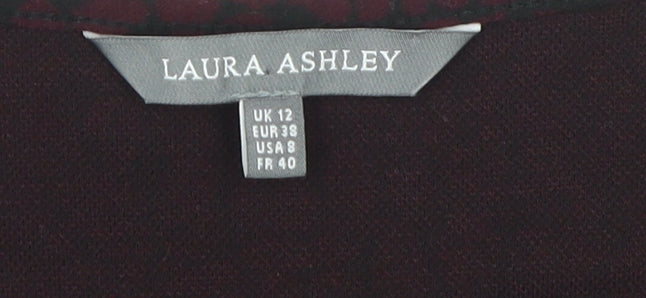 LAURA ASHLEY
UK 12
EUR 38
USA 8
FR 40